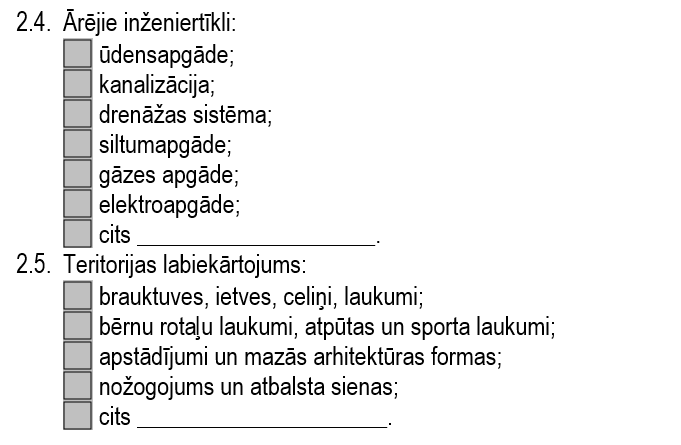 2.4. Ārējie inženiertīkli:
ūdensapgāde;
kanalizācija;
drenāžas sistēma;
siltumapgāde;
gāzes apgāde;
elektroapgāde;
cits ______________________.
2.5. Teritorijas labiekārtojums:
brauktuves, ietves, celiņi, laukumi;
bērnu rotaļu laukumi, atpūtas un sporta laukumi;
apstādījumi un mazās arhitektūras formas;
nožogojums un atbalsta sienas;
cits _______________________.